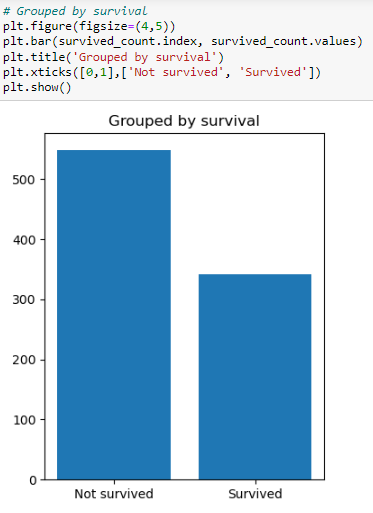 # Grouped by survival
plt.figure(figsize=(4,5))
plt.bar(survived_count.index, survived_count.values)
plt.title('Grouped by survival')
plt.xticks([0,1],['Not survived', 'Survived'])
plt.show()
Grouped by survival
500
400
300
200
100
0
Not survived Survived